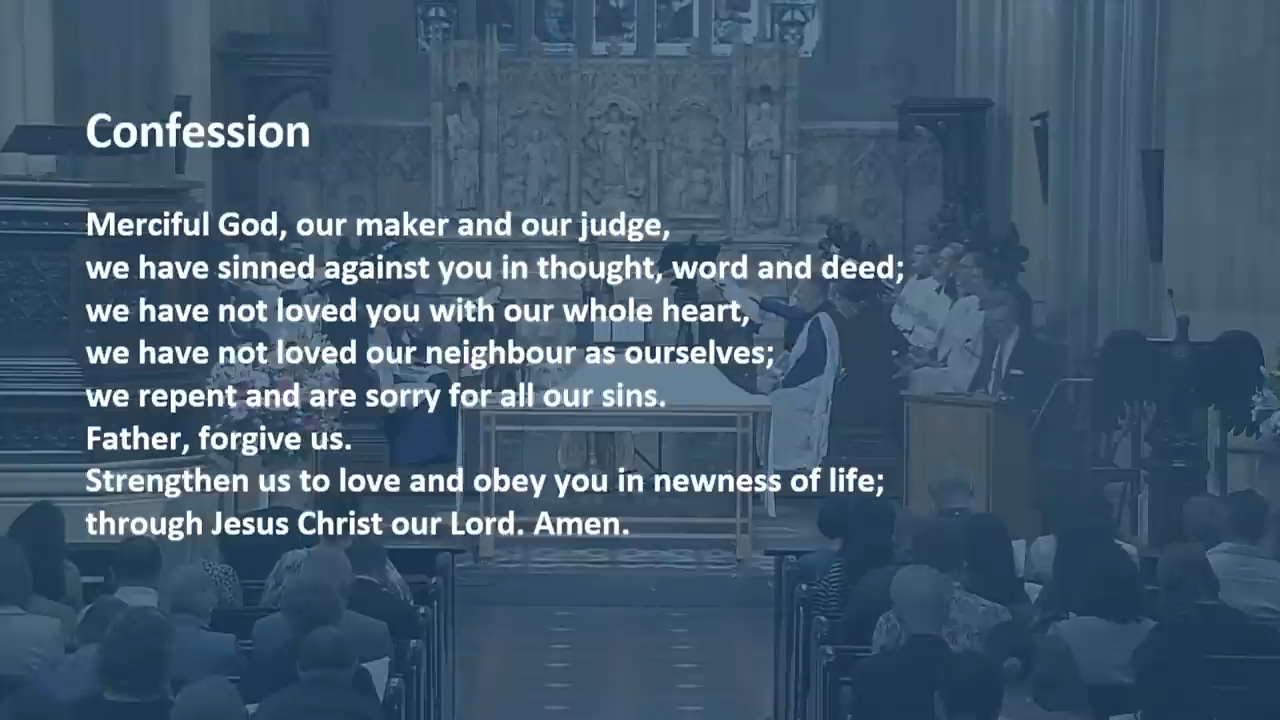 Confession
Merciful God, our maker and our judge,
we have sinned against you in thought, word and deed;
we have not loved you with our whole heart,
we have not loved our neighbour as ourselves;
we repent and are sorry for all our sins.
Father, forgive us.
Strengthen us to love and obey you in newness of life;
through Jesus Christ our Lord. Amen.